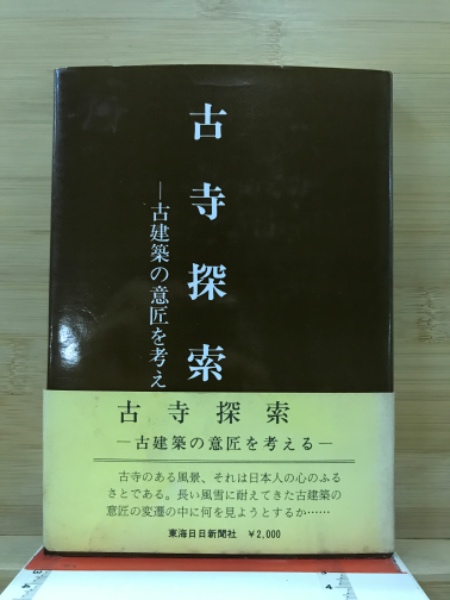 古寺探索
―古建築の意匠を考え
古寺探索
―古建築の意匠を考える―
古寺のある風景、それは日本人の心のふる
さとである。長い風雪に耐えてきた古建築の
意匠の変遷の中に何を見ようとするか……
東海日日新聞社 ¥2,000